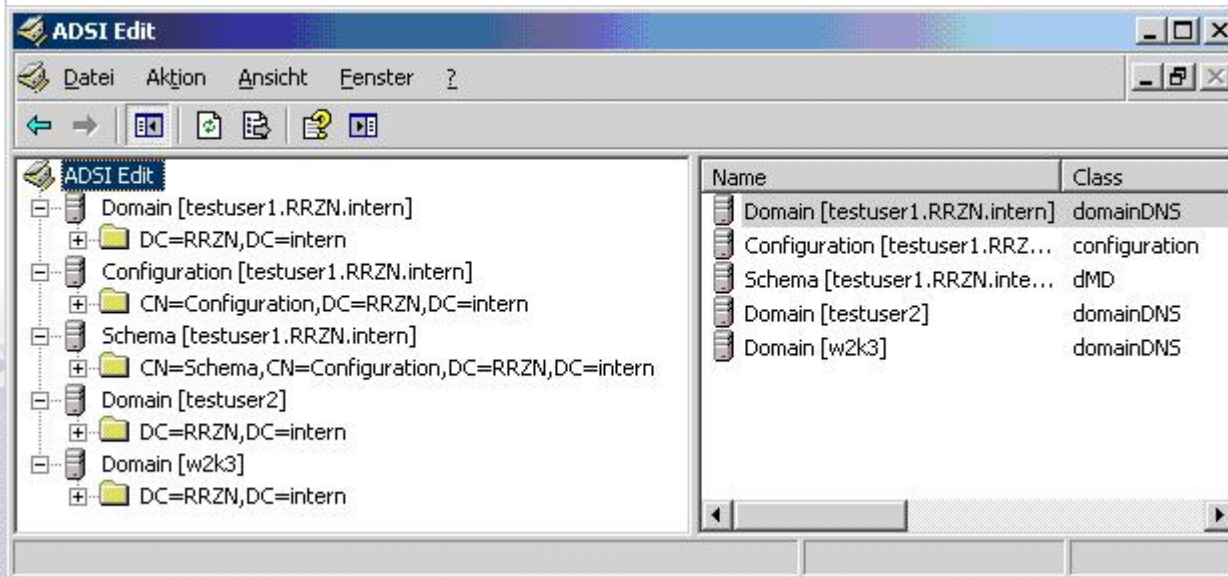 ADSI Edit
Datei Aktion Ansicht Fenster ?
ADSI Edit
Domain [testuser1.RRZN.intern]
DC=RRZN,DC=intern
Configuration [testuser1.RRZN.intern]
CN=Configuration,DC=RRZN,DC=intern
Schema [testuser1.RRZN.intern]
CN=Schema,CN=Configuration,DC=RRZN,DC=intern
Domain [testuser2]
DC=RRZN,DC=intern
Domain [w2k3]
DC=RRZN,DC=intern
Name Class
Domain [testuser1.RRZN.intern] domainDNS
Configuration [testuser1.RRZ... configuration
Schema [testuser1.RRZN.inte... dMD
Domain [testuser2] domainDNS
Domain [w2k3] domainDNS